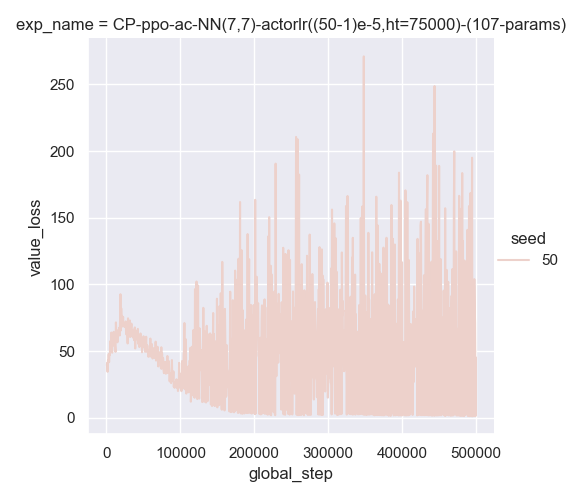 exp_name = CP-ppo-ac-NN(7,7)-actorlr((50-1)e-5,ht=75000)-(107-params)
250
200
150
100
50
0
value_loss
0 100000 200000 300000 400000 500000
global_step
seed
50